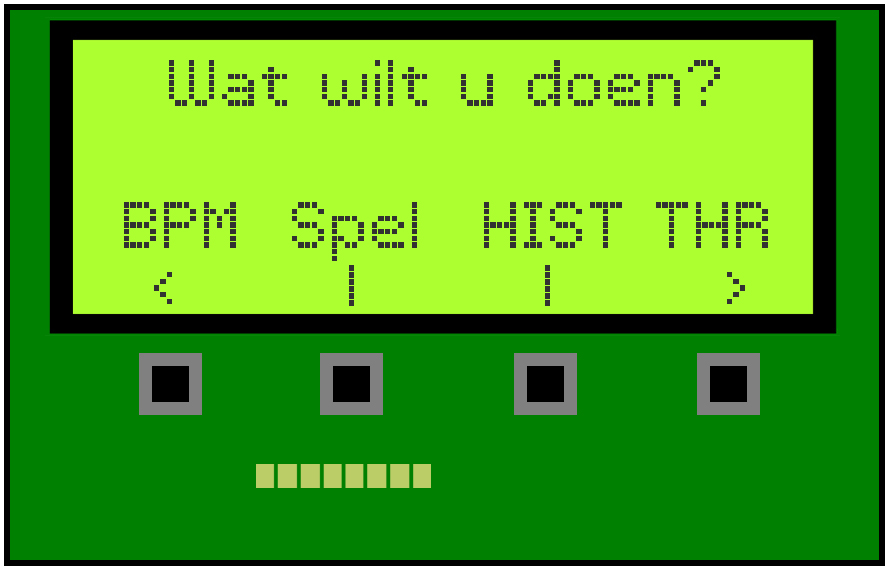 Wat wilt u doen?
BPM Spel HIST THR
< | | >